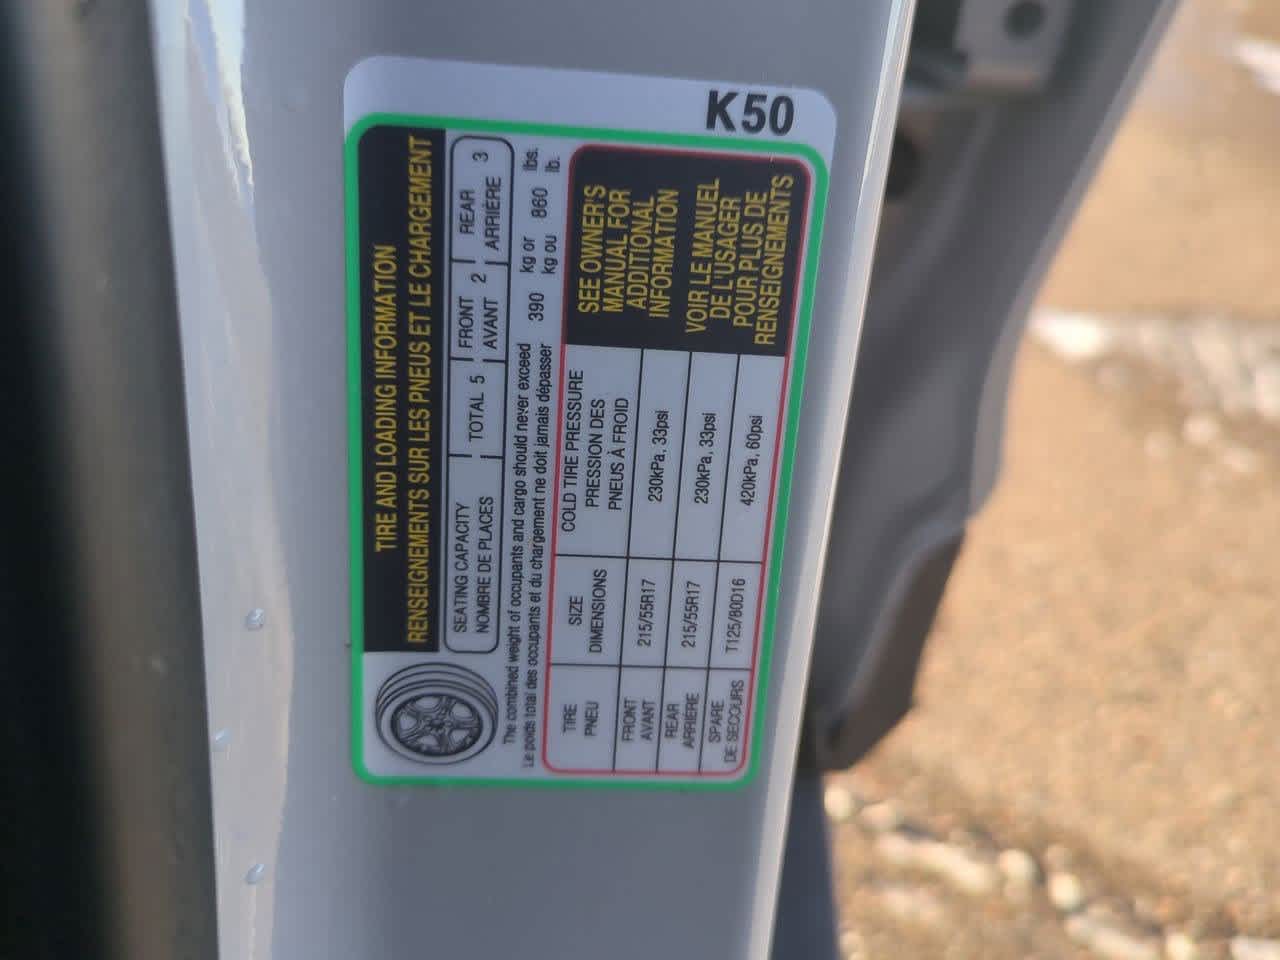 K50
TIRE AND LOADING INFORMATION
RENSEIGNEMENTS SUR LES PNEUS ET LE CHARGEMENT
SEATING CAPACITY TOTAL 5 FRONT 2 REAR 3
NOMBRE DE PLACES AVANT ARRIÈRE
The combined weight of occupants and cargo should never exceed 390 kg or 860 lbs.
Le poids total des occupants et du chargement ne doit jamais dépasser kg ou lb.
TIRE SIZE COLD TIRE PRESSURE
PNEU DIMENSIONS PRESSION DES
PNEUS À FROID
FRONT 215/55R17 230kPa, 33psi
AVANT
REAR 215/55R17 230kPa, 33psi
ARRIÈRE
SPARE T125/80D16 420kPa, 60psi
DE SECOURS
SEE OWNER'S
MANUAL FOR
ADDITIONAL
INFORMATION
VOIR LE MANUEL
DE L'USAGER
POUR PLUS DE
RENSEIGNEMENTS